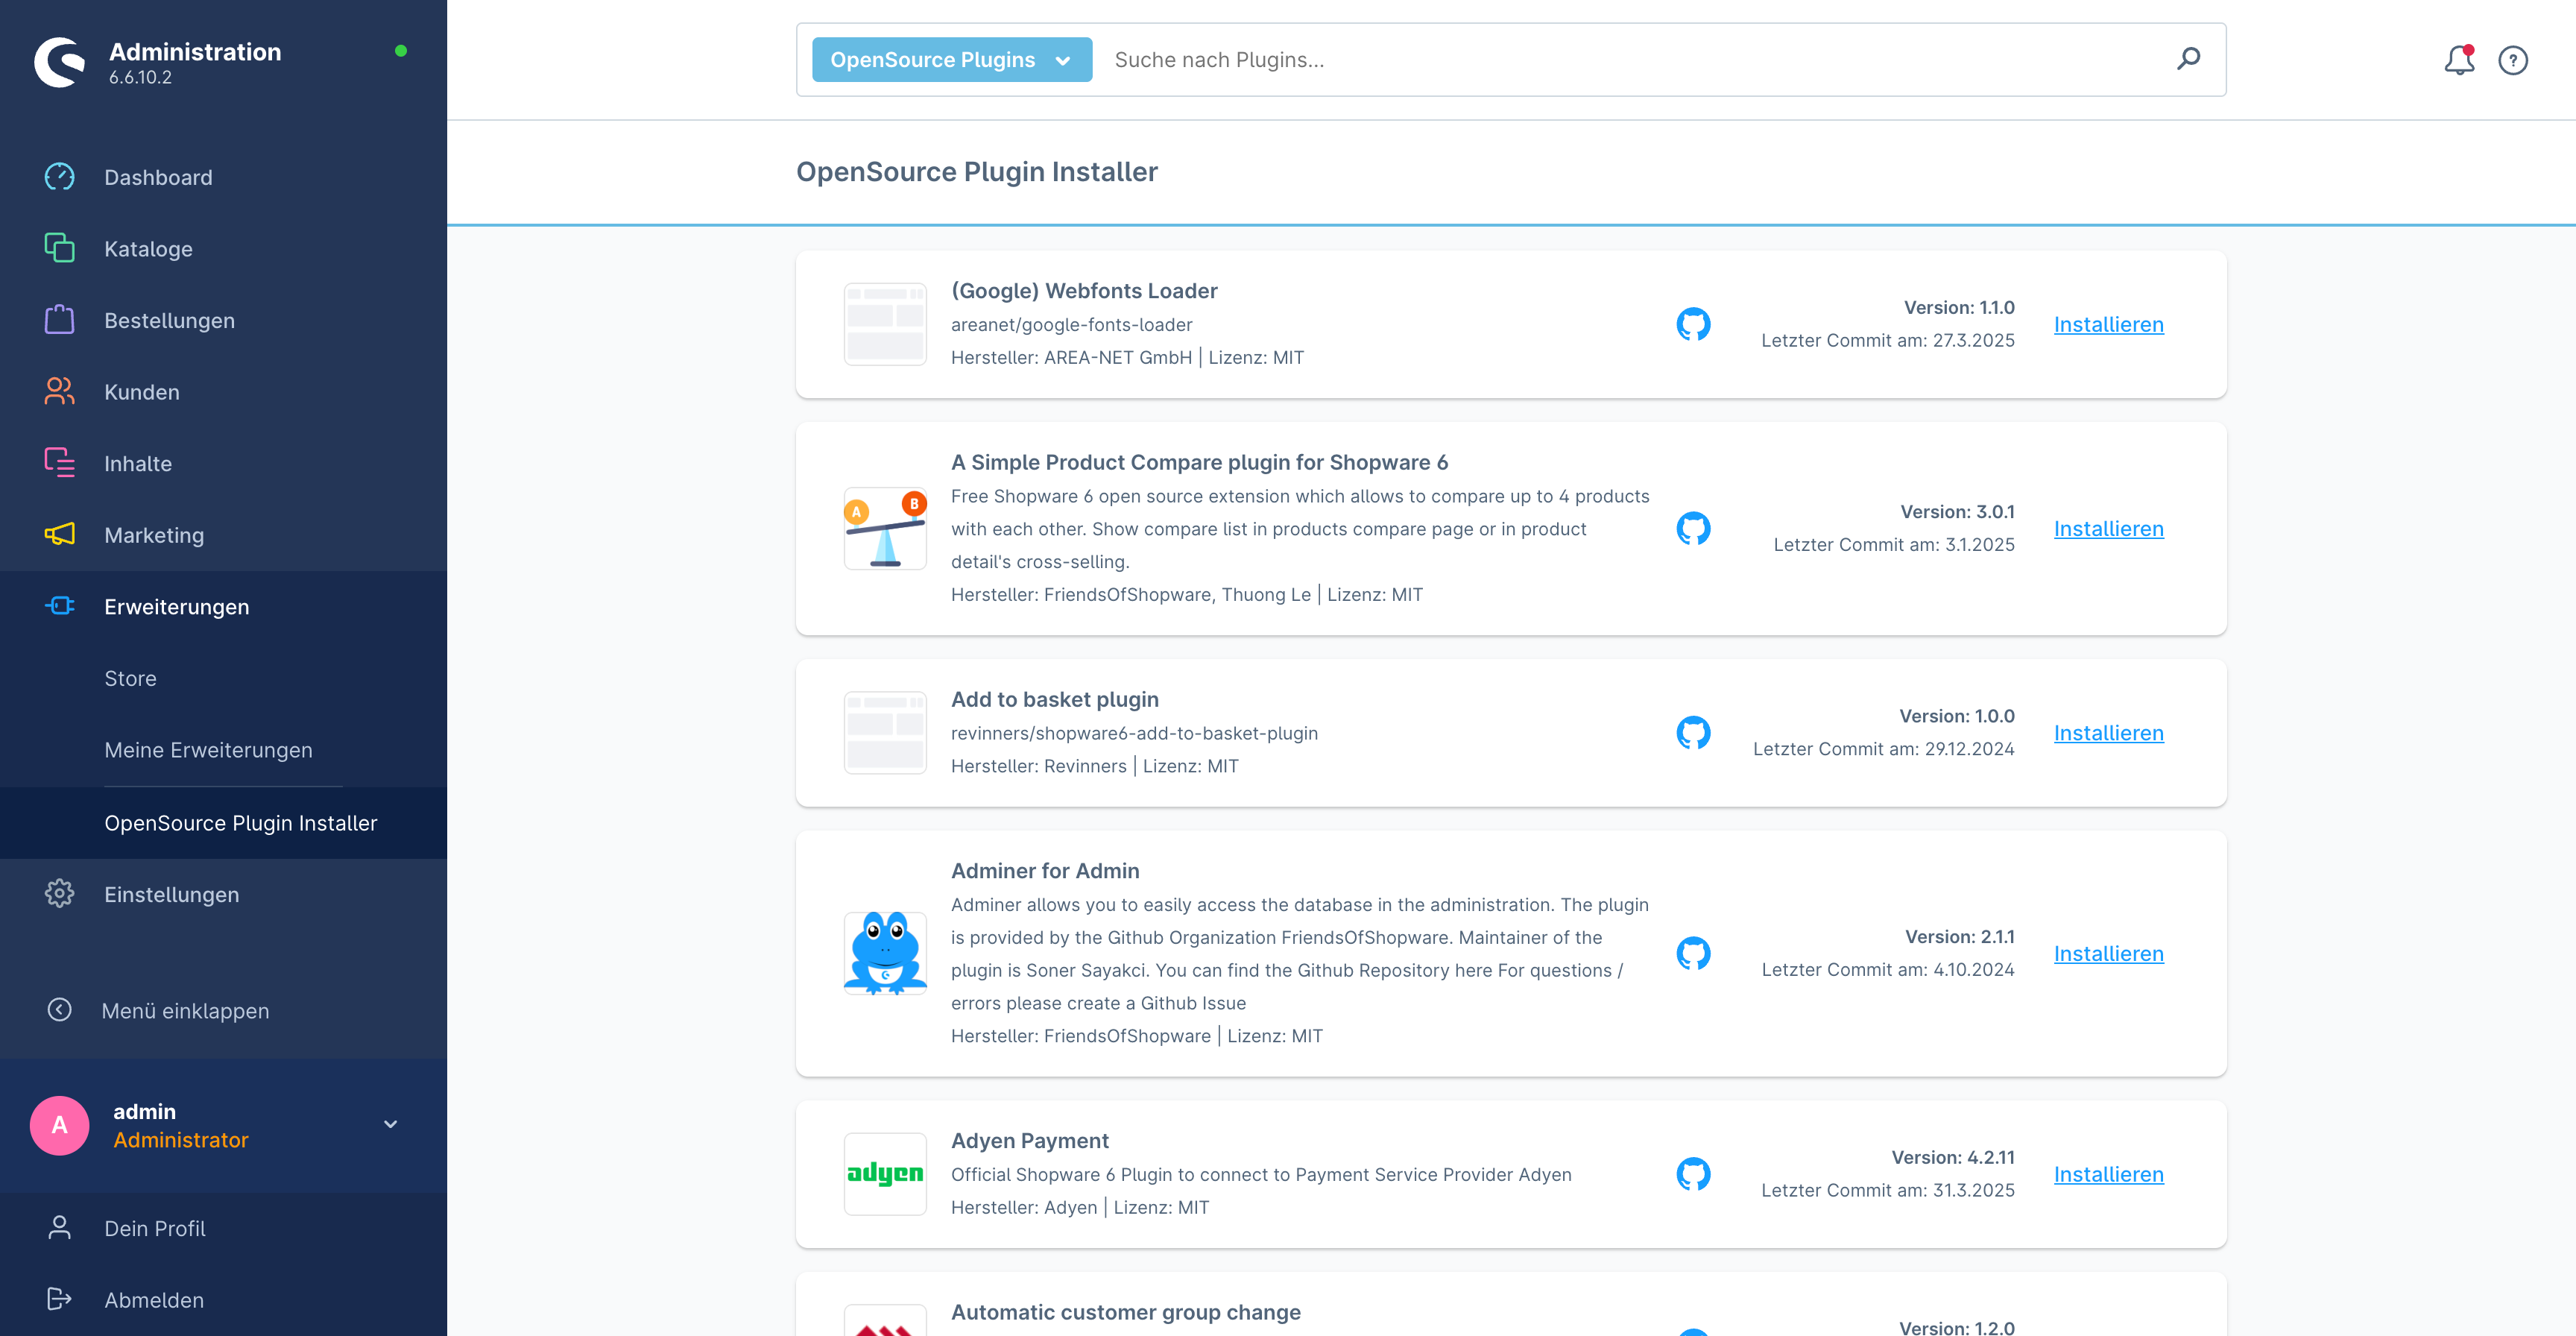 Administration
6.6.10.2
Dashboard
Kataloge
Bestellungen
Kunden
Inhalte
Marketing
Erweiterungen
Store
Meine Erweiterungen
OpenSource Plugin Installer
Einstellungen
Menü einklappen
A
admin
Administrator
Dein Profil
Abmelden
OpenSource Plugins
Suche nach Plugins...
?
OpenSource Plugin Installer
(Google) Webfonts Loader
areanet/google-fonts-loader
Hersteller: AREA-NET GmbH | Lizenz: MIT
Version: 1.1.0
Letzter Commit am: 27.3.2025
Installieren
A B
A Simple Product Compare plugin for Shopware 6
Free Shopware 6 open source extension which allows to compare up to 4 products
with each other. Show compare list in products compare page or in product
detail's cross-selling.
Hersteller: FriendsOfShopware, Thuong Le | Lizenz: MIT
Version: 3.0.1
Letzter Commit am: 3.1.2025
Installieren
Add to basket plugin
revinners/shopware6-add-to-basket-plugin
Hersteller: Revinners | Lizenz: MIT
Version: 1.0.0
Letzter Commit am: 29.12.2024
Installieren
Adminer for Admin
Adminer allows you to easily access the database in the administration. The plugin
is provided by the Github Organization FriendsOfShopware. Maintainer of the
plugin is Soner Sayakci. You can find the Github Repository here For questions /
errors please create a Github Issue
Hersteller: FriendsOfShopware | Lizenz: MIT
Version: 2.1.1
Letzter Commit am: 4.10.2024
Installieren
adyen
Adyen Payment
Official Shopware 6 Plugin to connect to Payment Service Provider Adyen
Hersteller: Adyen | Lizenz: MIT
Version: 4.2.11
Letzter Commit am: 31.3.2025
Installieren
Automatic customer group change
Version: 1.2.0